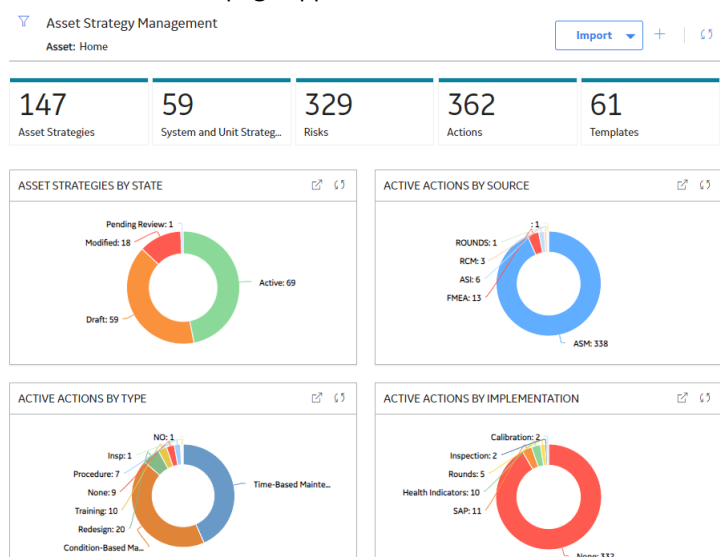 Asset Strategy Management
Asset: Home
Import
147
Asset Strategies
59
System and Unit Strateg...
329
Risks
362
Actions
61
Templates
ASSET STRATEGIES BY STATE
Pending Review: 1
Modified: 18
Active: 69
Draft: 59
ACTIVE ACTIONS BY SOURCE
: 1
ROUNDS: 1
RCM: 3
ASI: 6
FMEA: 13
ASM: 338
ACTIVE ACTIONS BY TYPE
NO: 1
Insp: 1
Procedure: 7
None: 9
Training: 10
Redesign: 20
Condition-Based Ma...
Time-Based Mainte...
ACTIVE ACTIONS BY IMPLEMENTATION
Calibration: 2
Inspection: 2
Rounds: 5
Health Indicators: 10
SAP: 11
None: 332